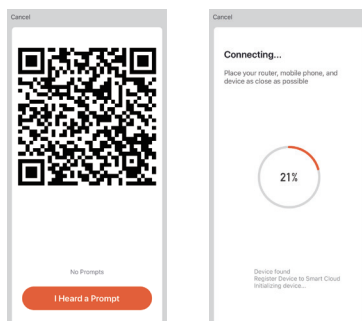 Cancel
No Prompts
I Heard a Prompt
Cancel
Connecting...
Place your router, mobile phone, and
device as close as possible
21%
Device found
Register Device to Smart Cloud
Initializing device...